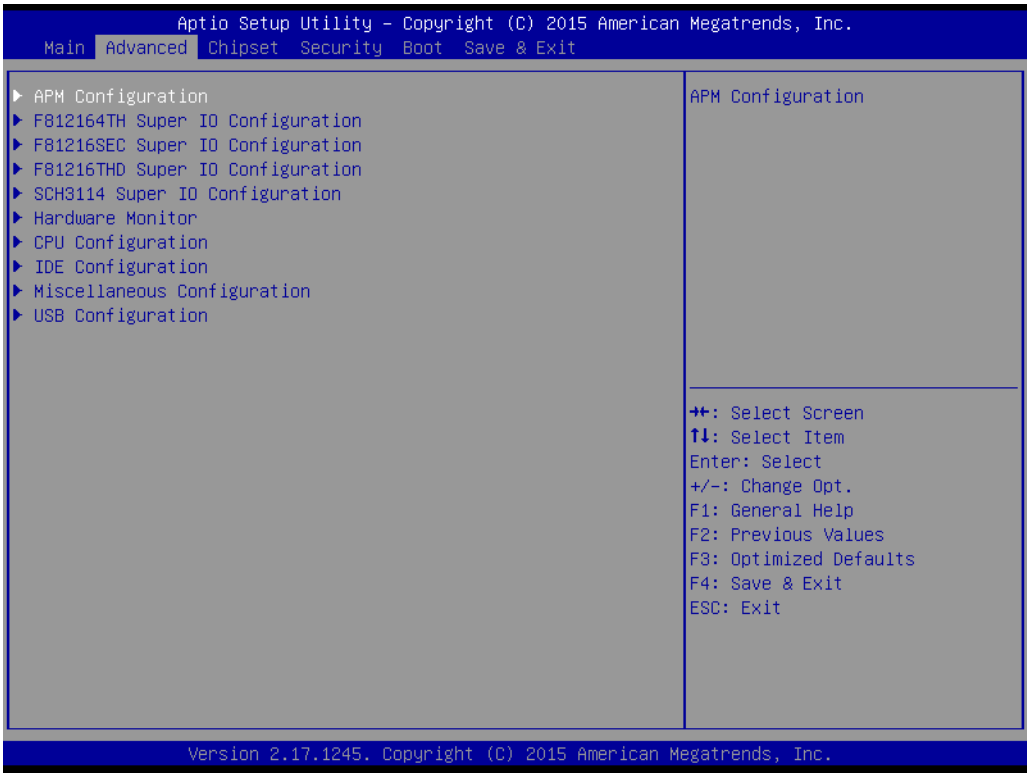 Aptio Setup Utility – Copyright (C) 2015 American Megatrends, Inc.
Main Advanced Chipset Security Boot Save & Exit
APM Configuration
F812164TH Super IO Configuration
F81216SEC Super IO Configuration
F81216THD Super IO Configuration
SCH3114 Super IO Configuration
Hardware Monitor
CPU Configuration
IDE Configuration
Miscellaneous Configuration
USB Configuration
APM Configuration
→←: Select Screen
↑↓: Select Item
Enter: Select
+/-: Change Opt.
F1: General Help
F2: Previous Values
F3: Optimized Defaults
F4: Save & Exit
ESC: Exit
Version 2.17.1245. Copyright (C) 2015 American Megatrends, Inc.